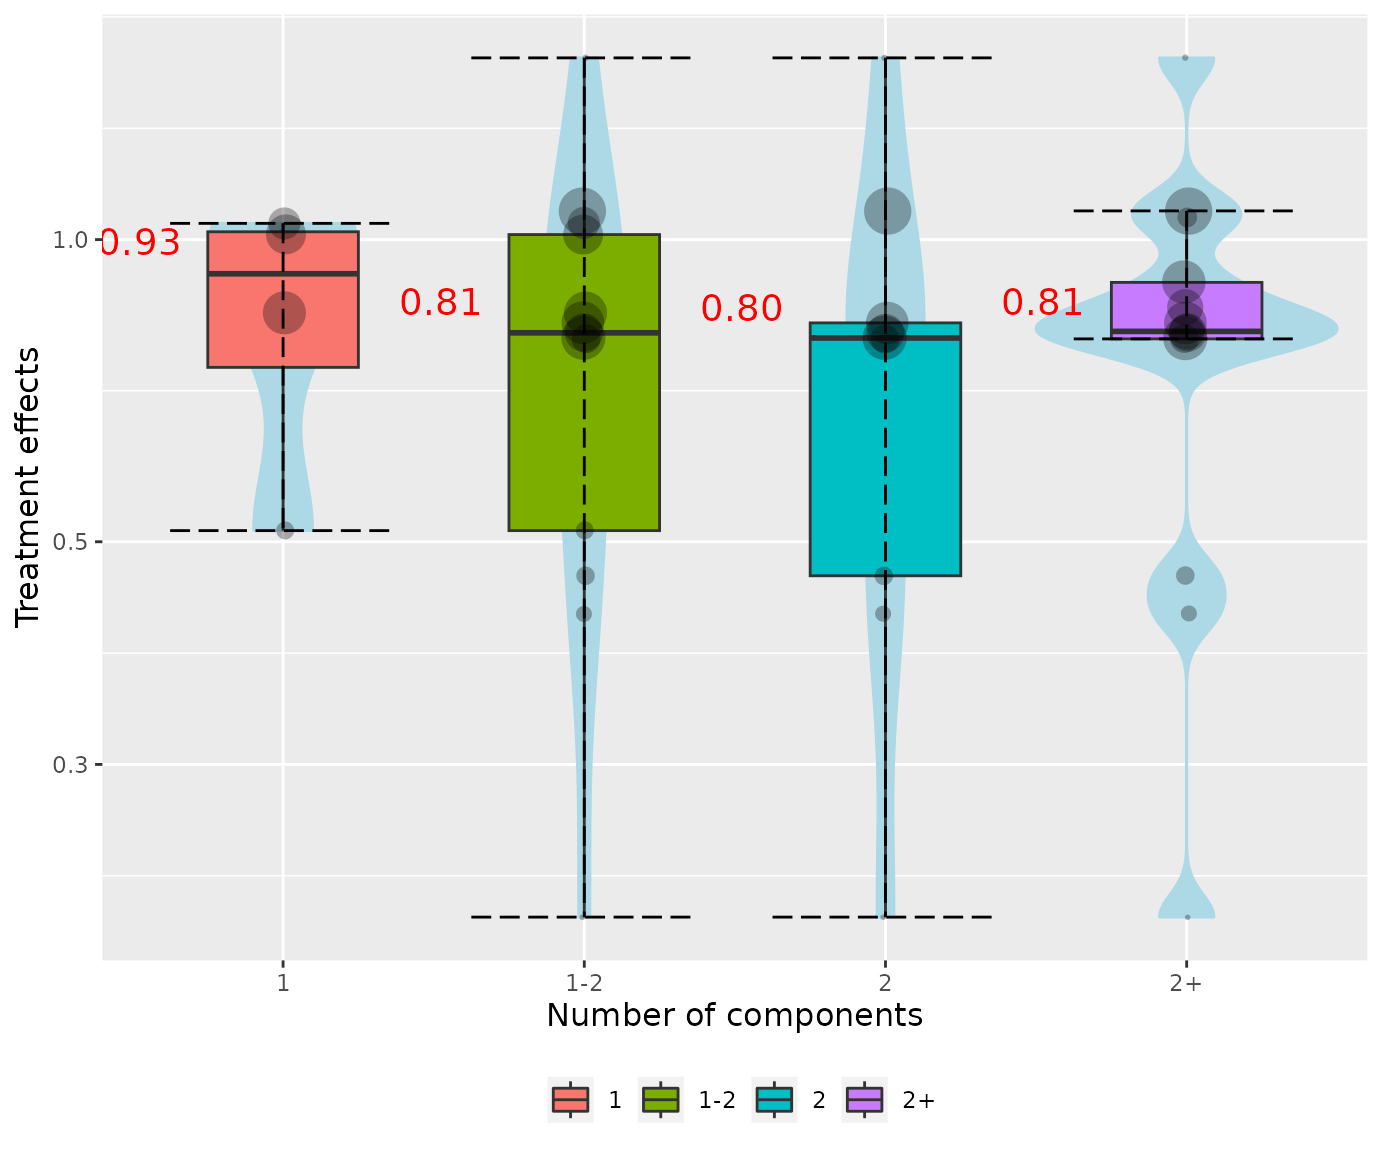 1.0
0.93
0.81
0.80
0.81
Treatment effects
0.5
0.3
1 1-2 2 2+
Number of components
1 1-2 2 2+